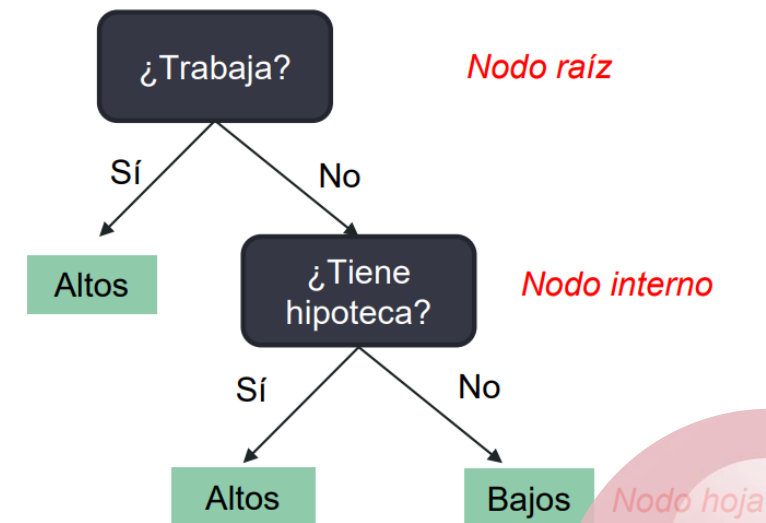 ¿Trabaja?
Nodo raíz
Sí
No
Altos
¿Tiene
hipoteca?
Nodo interno
Sí
No
Altos
Bajos
Nodo hoja